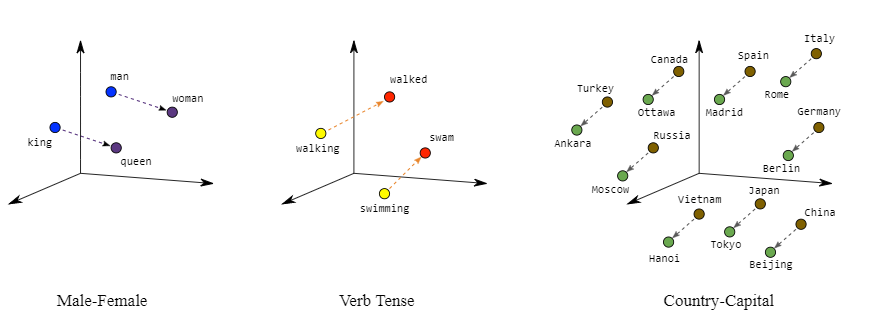 man
woman
king
queen
Male-Female
walked
walking
swam
swimming
Verb Tense
Italy
Spain
Canada
Rome
Turkey
Ottawa
Madrid
Germany
Russia
Ankara
Berlin
Moscow
Japan
Vietnam
China
Tokyo
Hanoi
Beijing
Country-Capital